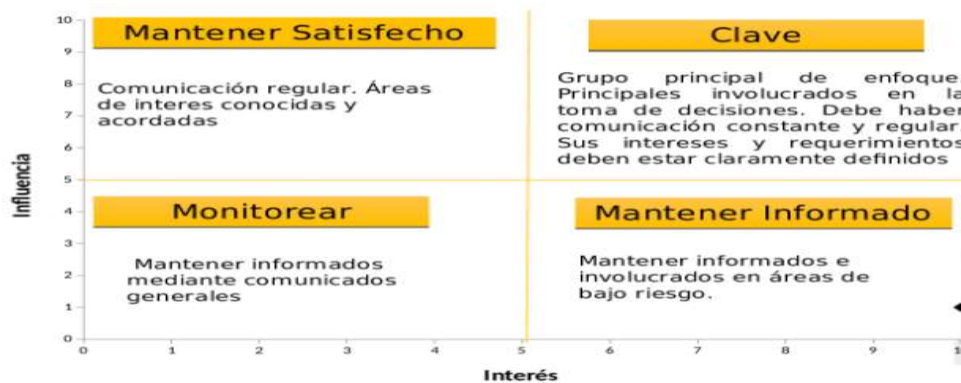 Mantener Satisfecho
Comunicación regular. Áreas
de interes conocidas y
acordadas
Clave
Grupo principal de enfoque.
Principales involucrados en la
toma de decisiones. Debe haber
comunicación constante y regular.
Sus intereses y requerimientos
deben estar claramente definidos
Monitorear
Mantener informados
mediante comunicados
generales
Mantener Informado
Mantener informados e
involucrados en áreas de
bajo riesgo.
Influencia
10
9
8
7
6
5
4
3
2
1
0
0 1 2 3 4 5 6 7 8 9 1
Interés